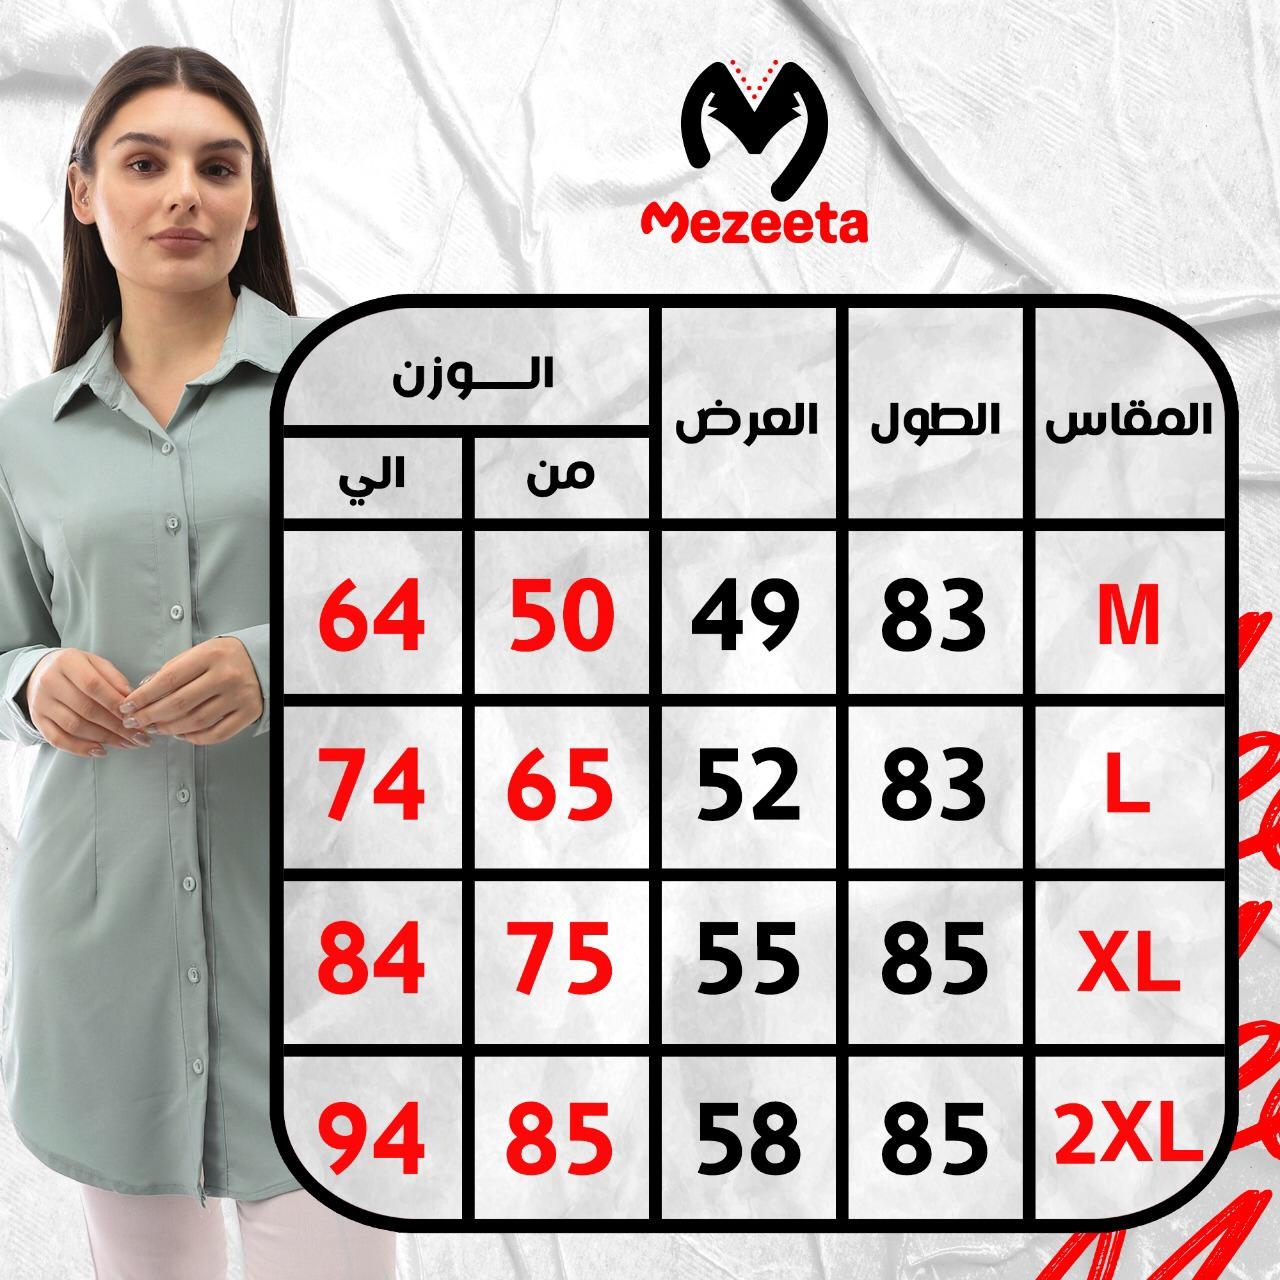 Mezeeta
المقاس الطول العرض الـــوزن
من الي
M 83 49 50 64
L 83 52 65 74
XL 85 55 75 84
2XL 85 58 85 94